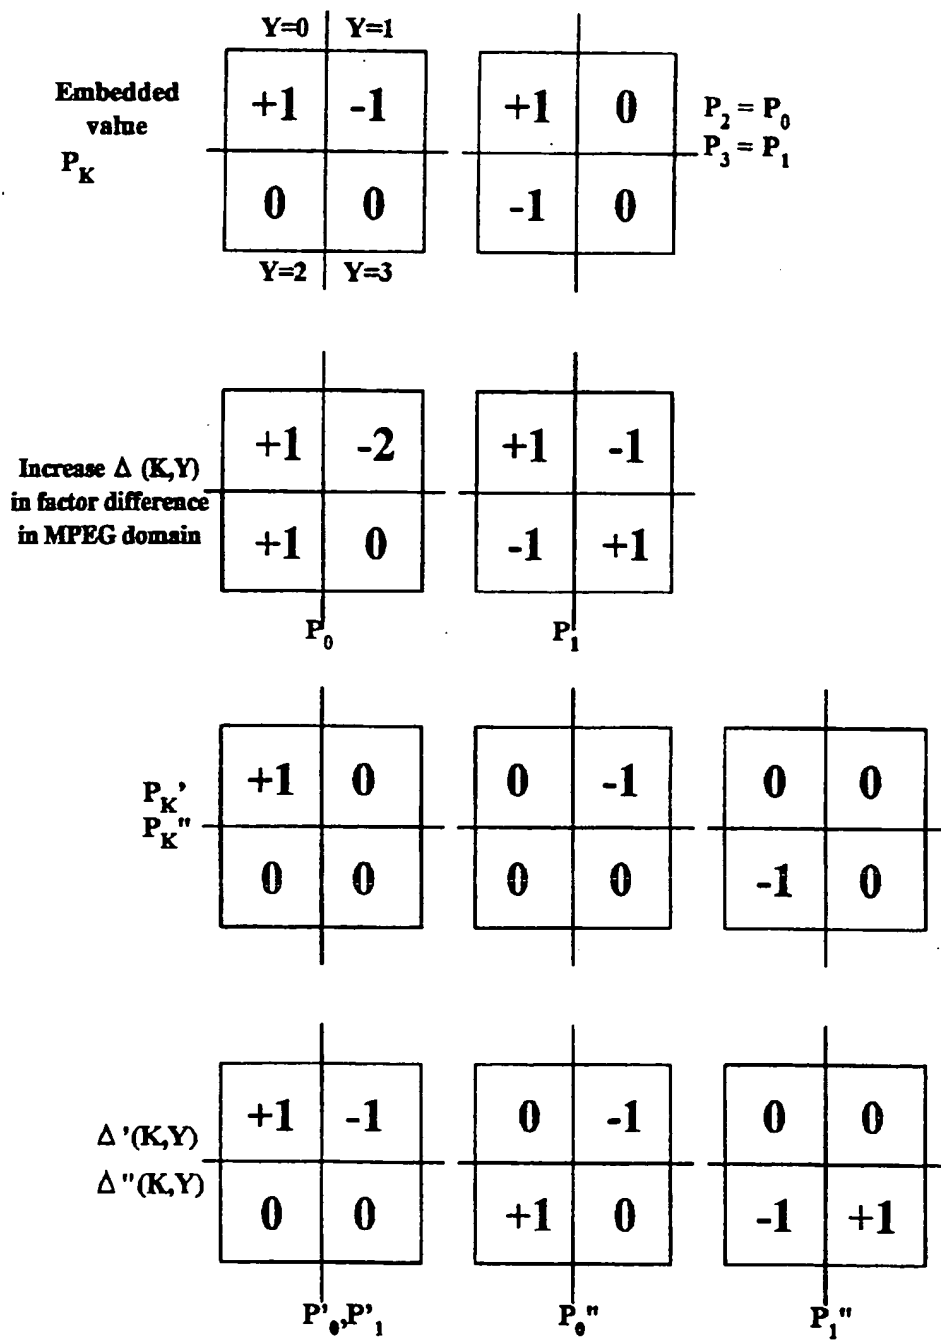 Y=0 Y=1
Embedded
value
P_K
+1 -1 +1 0
P_2 = P_0
P_3 = P_1
0 0 -1 0
Y=2 Y=3
Increase Δ (K,Y)
in factor difference
in MPEG domain
+1 -2 +1 -1
+1 0 -1 +1
P_0 P_1
P_K'
P_K"
+1 0 0 -1 0 0
0 0 0 0 -1 0
Δ'(K,Y)
Δ"(K,Y)
+1 -1 0 -1 0 0
0 0 +1 0 -1 +1
P'_0,P'_1 P_0" P_1"